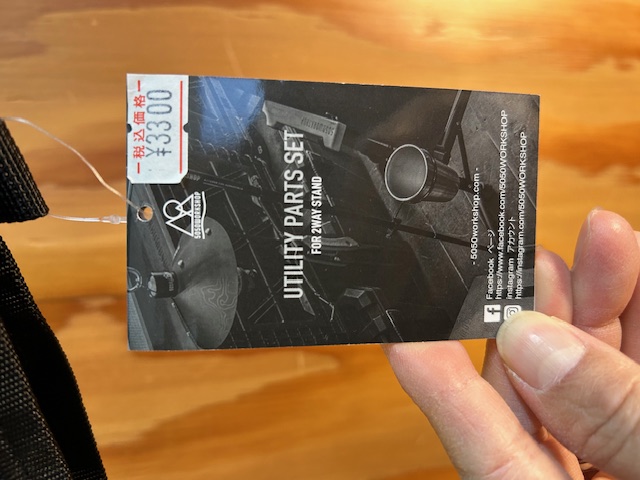 税込価格
¥3300
5050WORKSHOP
UTILITY PARTS SET
FOR 2WAY STAND
- 5050workshop.com -
Facebook ページ
https://www.facebook.com/5050WORKSHOP
instagram アカウント
https://instagram.com/5050WORKSHOP